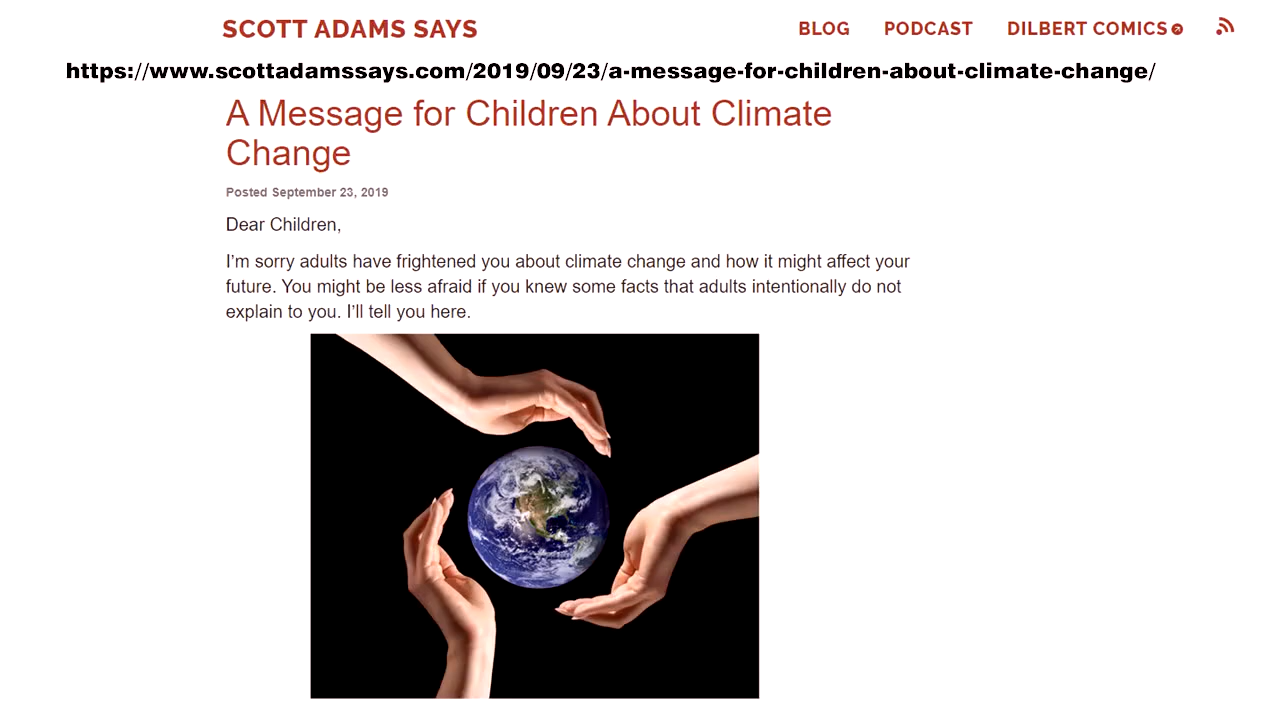 SCOTT ADAMS SAYS
BLOG PODCAST DILBERT COMICS
https://www.scottadamssays.com/2019/09/23/a-message-for-children-about-climate-change/
A Message for Children About Climate
Change
Posted September 23, 2019
Dear Children,
I’m sorry adults have frightened you about climate change and how it might affect your
future. You might be less afraid if you knew some facts that adults intentionally do not
explain to you. I’ll tell you here.